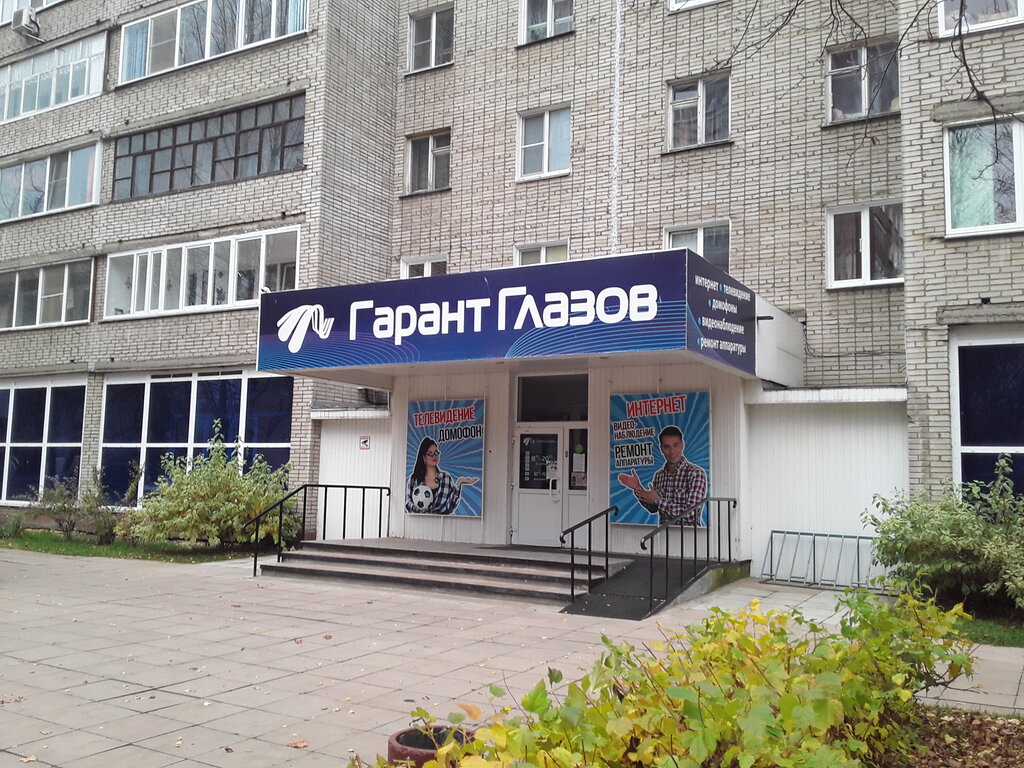 Гарант Глазов
интернет • телевидение
• домофоны
• видеонаблюдение
• ремонт аппаратуры
ТЕЛЕВИДЕНИЕ
ДОМОФОН
ИНТЕРНЕТ
ВИДЕО-
НАБЛЮДЕНИЕ
РЕМОНТ
АППАРАТУРЫ